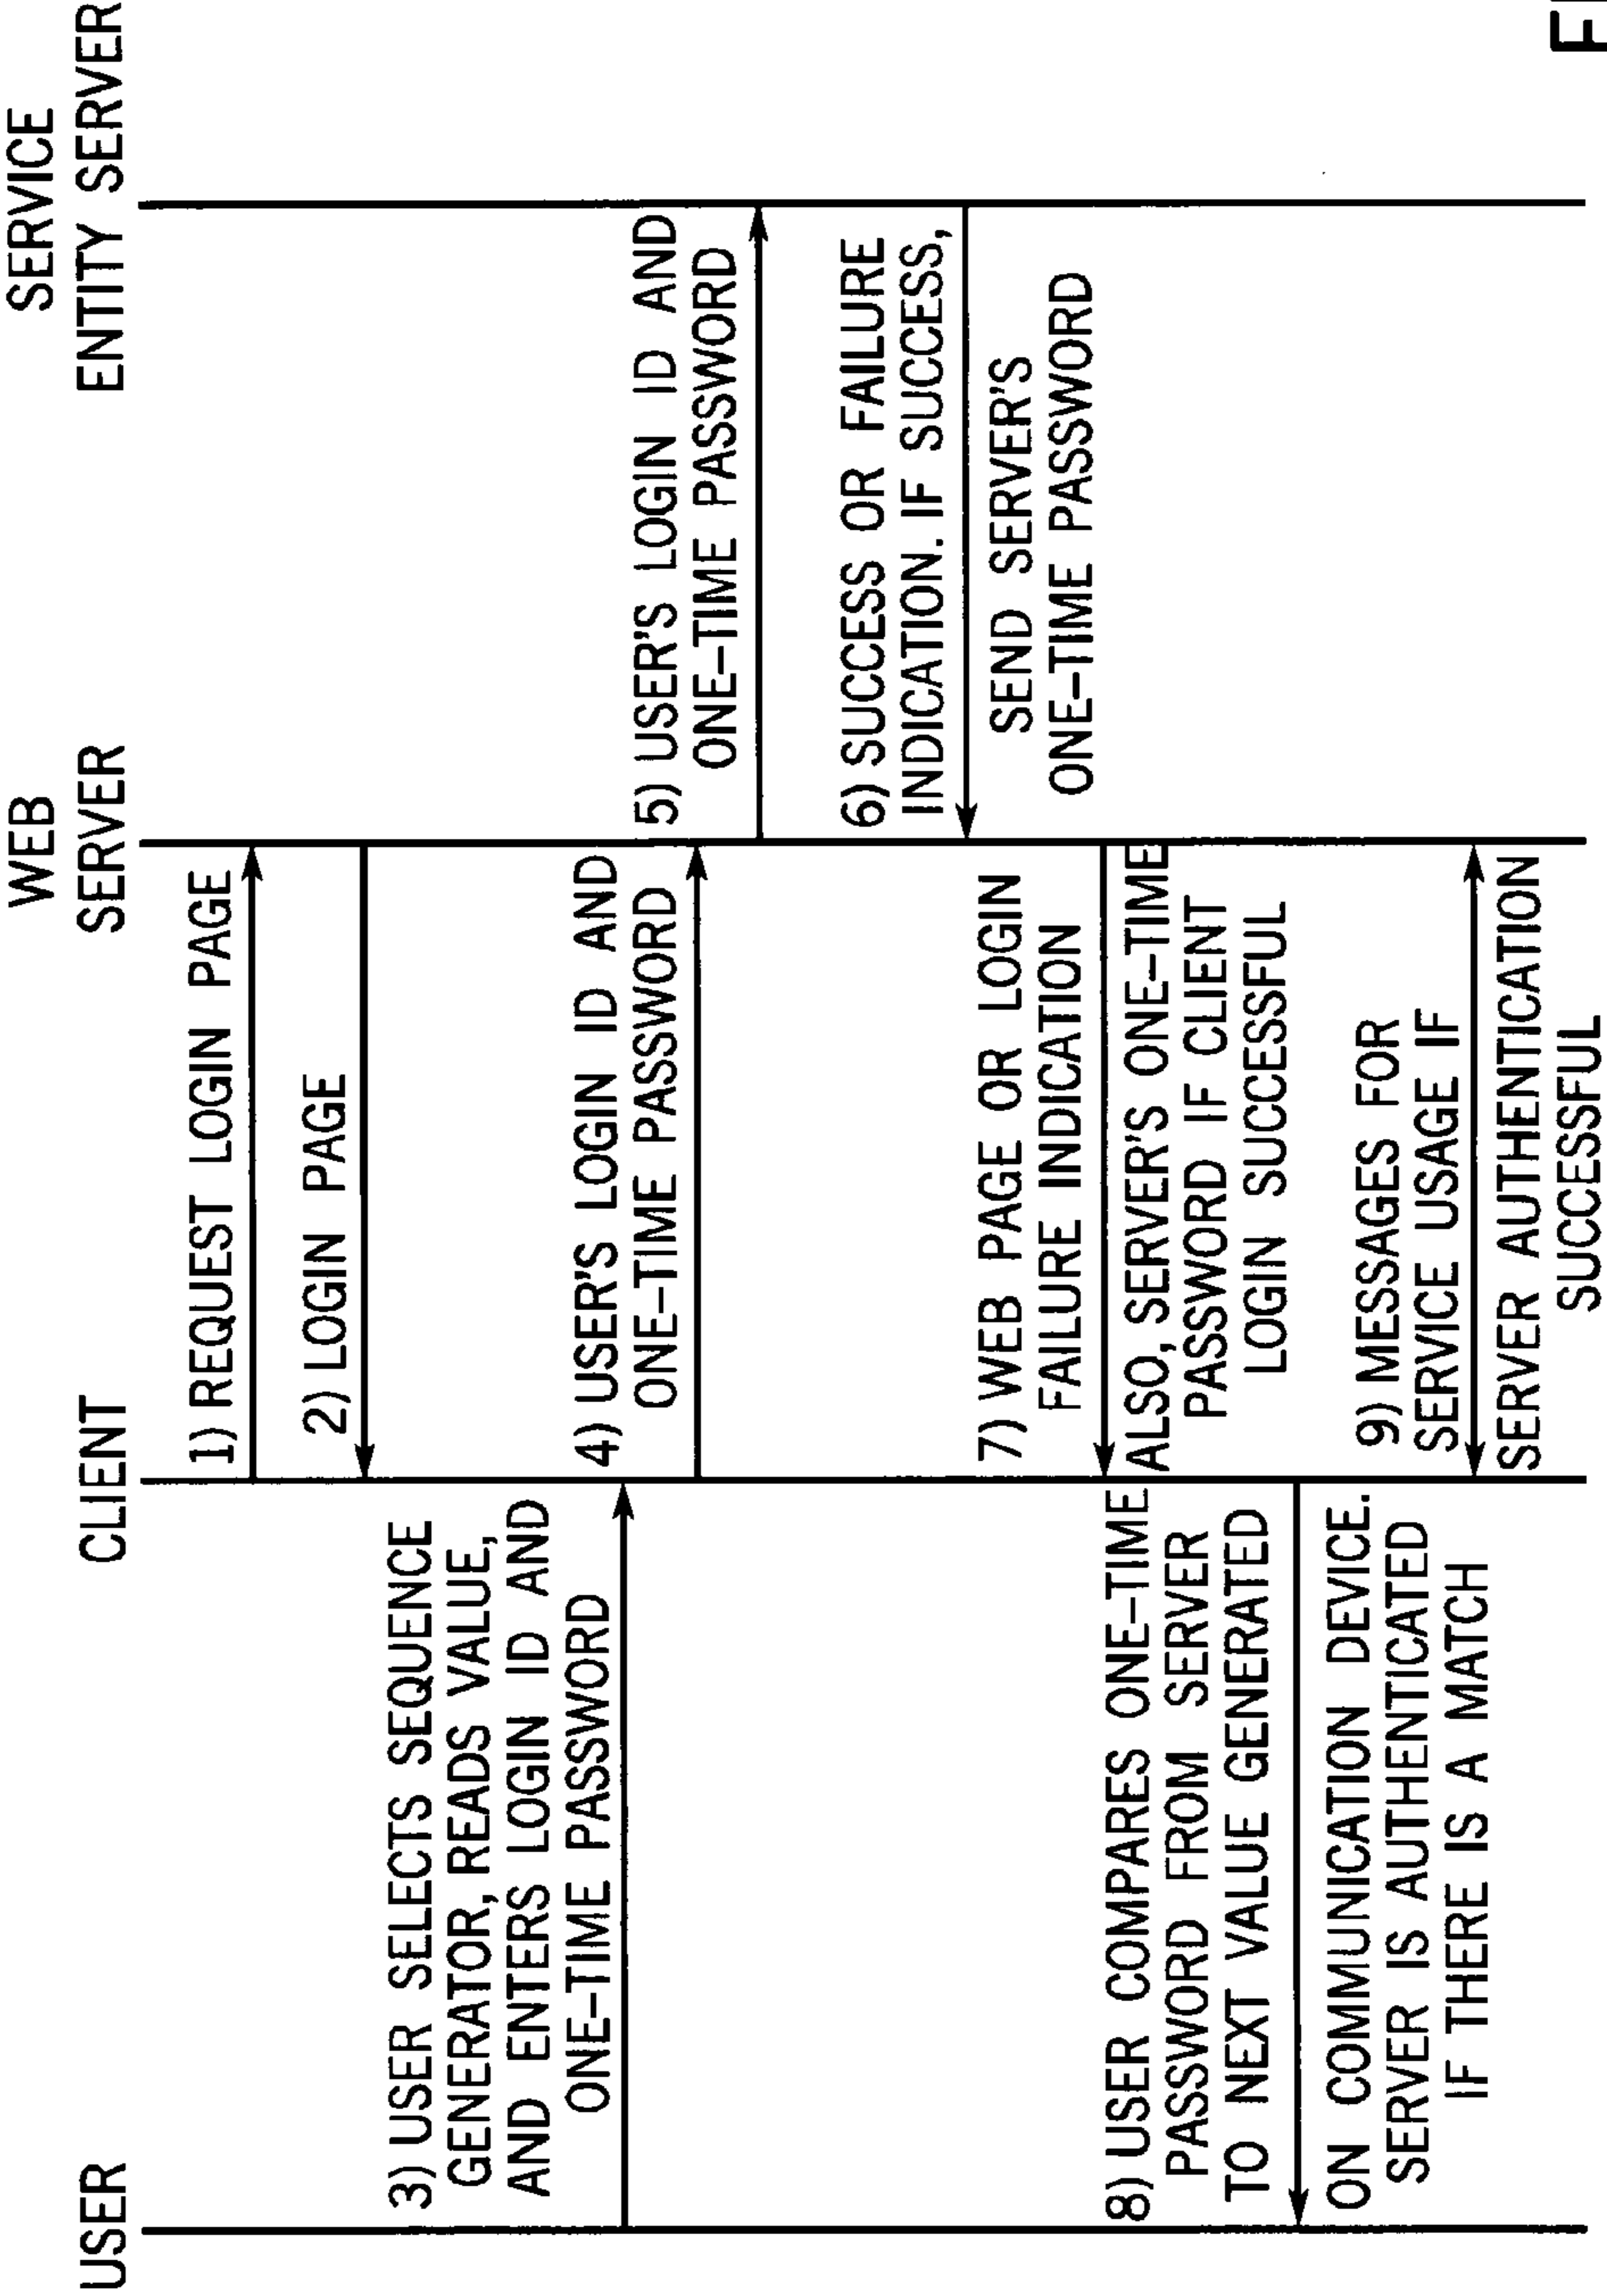 USER
CLIENT
WEB
SERVER
SERVICE
ENTITY SERVER
1) REQUEST LOGIN PAGE
2) LOGIN PAGE
3) USER SELECTS SEQUENCE
GENERATOR, READS VALUE,
AND ENTERS LOGIN ID AND
ONE-TIME PASSWORD
4) USER'S LOGIN ID AND
ONE-TIME PASSWORD
5) USER'S LOGIN ID AND
ONE-TIME PASSWORD
6) SUCCESS OR FAILURE
INDICATION. IF SUCCESS,
SEND SERVER'S
ONE-TIME PASSWORD
7) WEB PAGE OR LOGIN
FAILURE INDICATION
ALSO, SERVER'S ONE-TIME
PASSWORD IF CLIENT
LOGIN SUCCESSFUL
8) USER COMPARES ONE-TIME
PASSWORD FROM SERVER
TO NEXT VALUE GENERATED
ON COMMUNICATION DEVICE.
SERVER IS AUTHENTICATED
IF THERE IS A MATCH
9) MESSAGES FOR
SERVICE USAGE IF
SERVER AUTHENTICATION
SUCCESSFUL